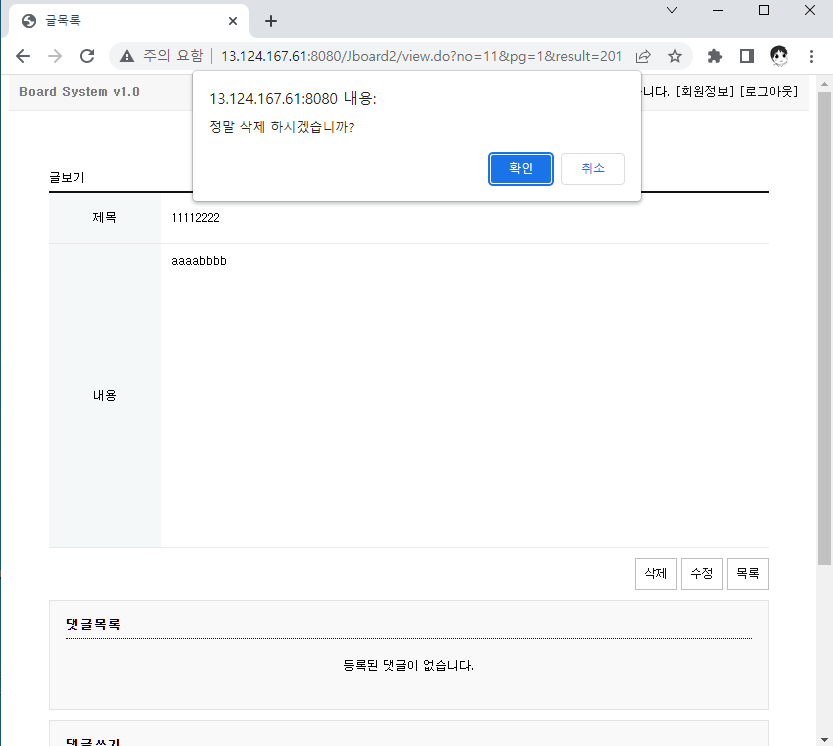 글목록
주의 요함 | 13.124.167.61:8080/Jboard2/view.do?no=11&pg=1&result=201
Board System v1.0
니다. [회원정보] [로그아웃]
13.124.167.61:8080 내용:
정말 삭제 하시겠습니까?
확인 취소
글보기
제목 11112222
aaaabbbb
내용
삭제 수정 목록
댓글목록
등록된 댓글이 없습니다.
댓글쓰기